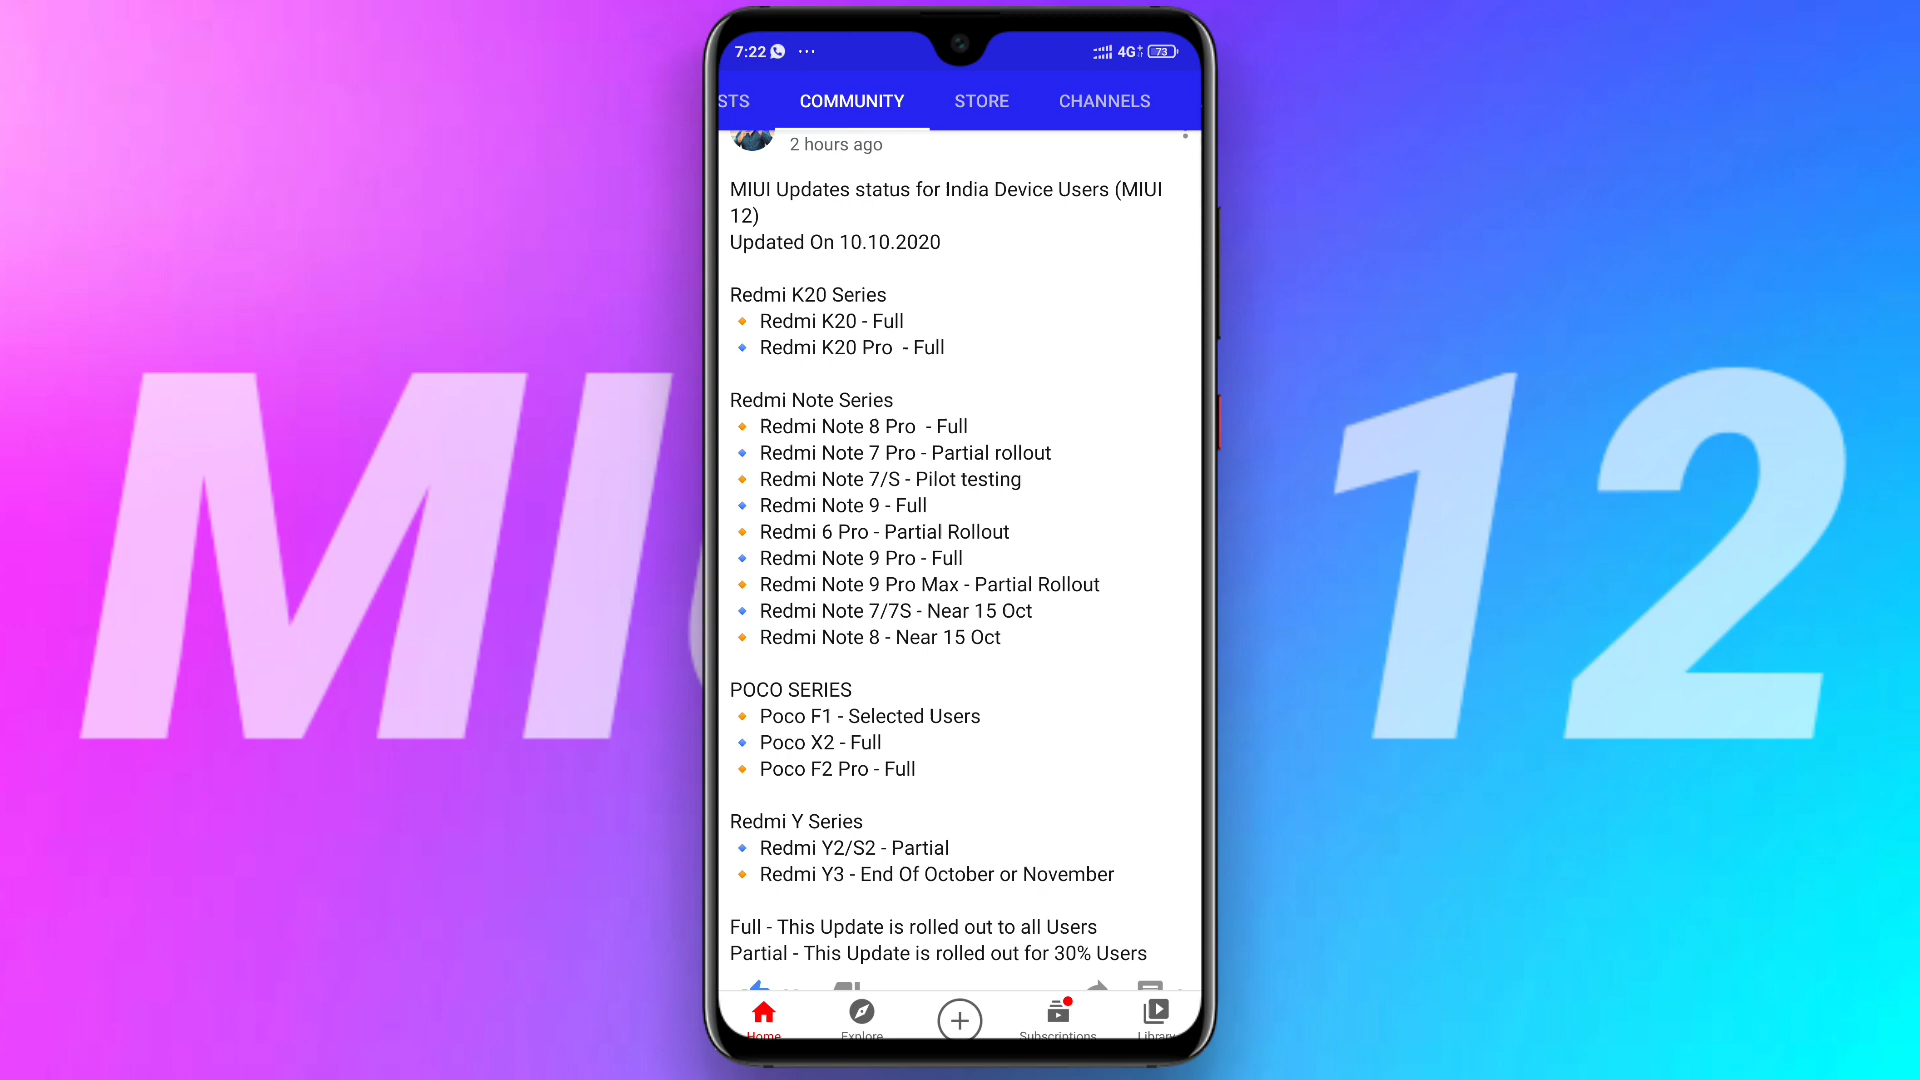 MI 12
7:22 ... 4G+ 73
STS COMMUNITY STORE CHANNELS
2 hours ago
MIUI Updates status for India Device Users (MIUI
12)
Updated On 10.10.2020
Redmi K20 Series
🔸 Redmi K20 - Full
🔹 Redmi K20 Pro  - Full
Redmi Note Series
🔸 Redmi Note 8 Pro  - Full
🔹 Redmi Note 7 Pro - Partial rollout
🔸 Redmi Note 7/S - Pilot testing
🔹 Redmi Note 9 - Full
🔸 Redmi 6 Pro - Partial Rollout
🔹 Redmi Note 9 Pro - Full
🔸 Redmi Note 9 Pro Max - Partial Rollout
🔹 Redmi Note 7/7S - Near 15 Oct
🔸 Redmi Note 8 - Near 15 Oct
POCO SERIES
🔸 Poco F1 - Selected Users
🔹 Poco X2 - Full
🔸 Poco F2 Pro - Full
Redmi Y Series
🔹 Redmi Y2/S2 - Partial
🔸 Redmi Y3 - End Of October or November
Full - This Update is rolled out to all Users
Partial - This Update is rolled out for 30% Users
Home Explore Subscriptions Library